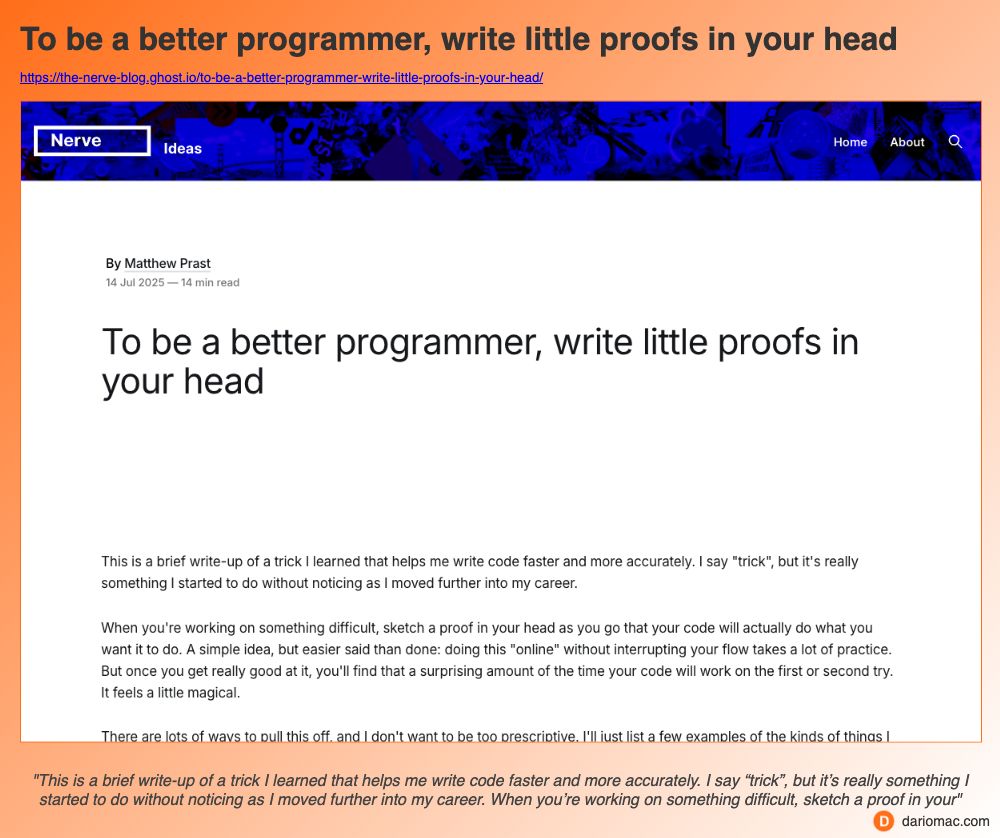 To be a better programmer, write little proofs in your head
https://the-nerve-blog.ghost.io/to-be-a-better-programmer-write-little-proofs-in-your-head/
Nerve
Ideas
Home
About
By Matthew Prast
14 Jul 2025 — 14 min read
To be a better programmer, write little proofs in
your head
This is a brief write-up of a trick I learned that helps me write code faster and more accurately. I say "trick", but it's really
something I started to do without noticing as I moved further into my career.
When you're working on something difficult, sketch a proof in your head as you go that your code will actually do what you
want it to do. A simple idea, but easier said than done: doing this "online" without interrupting your flow takes a lot of practice.
But once you get really good at it, you'll find that a surprising amount of the time your code will work on the first or second try.
It feels a little magical.
There are lots of ways to pull this off, and I don't want to be too prescriptive. I'll just list a few examples of the kinds of things I
"This is a brief write-up of a trick I learned that helps me write code faster and more accurately. I say “trick”, but it’s really something I
started to do without noticing as I moved further into my career. When you’re working on something difficult, sketch a proof in your"
D dariomac.com